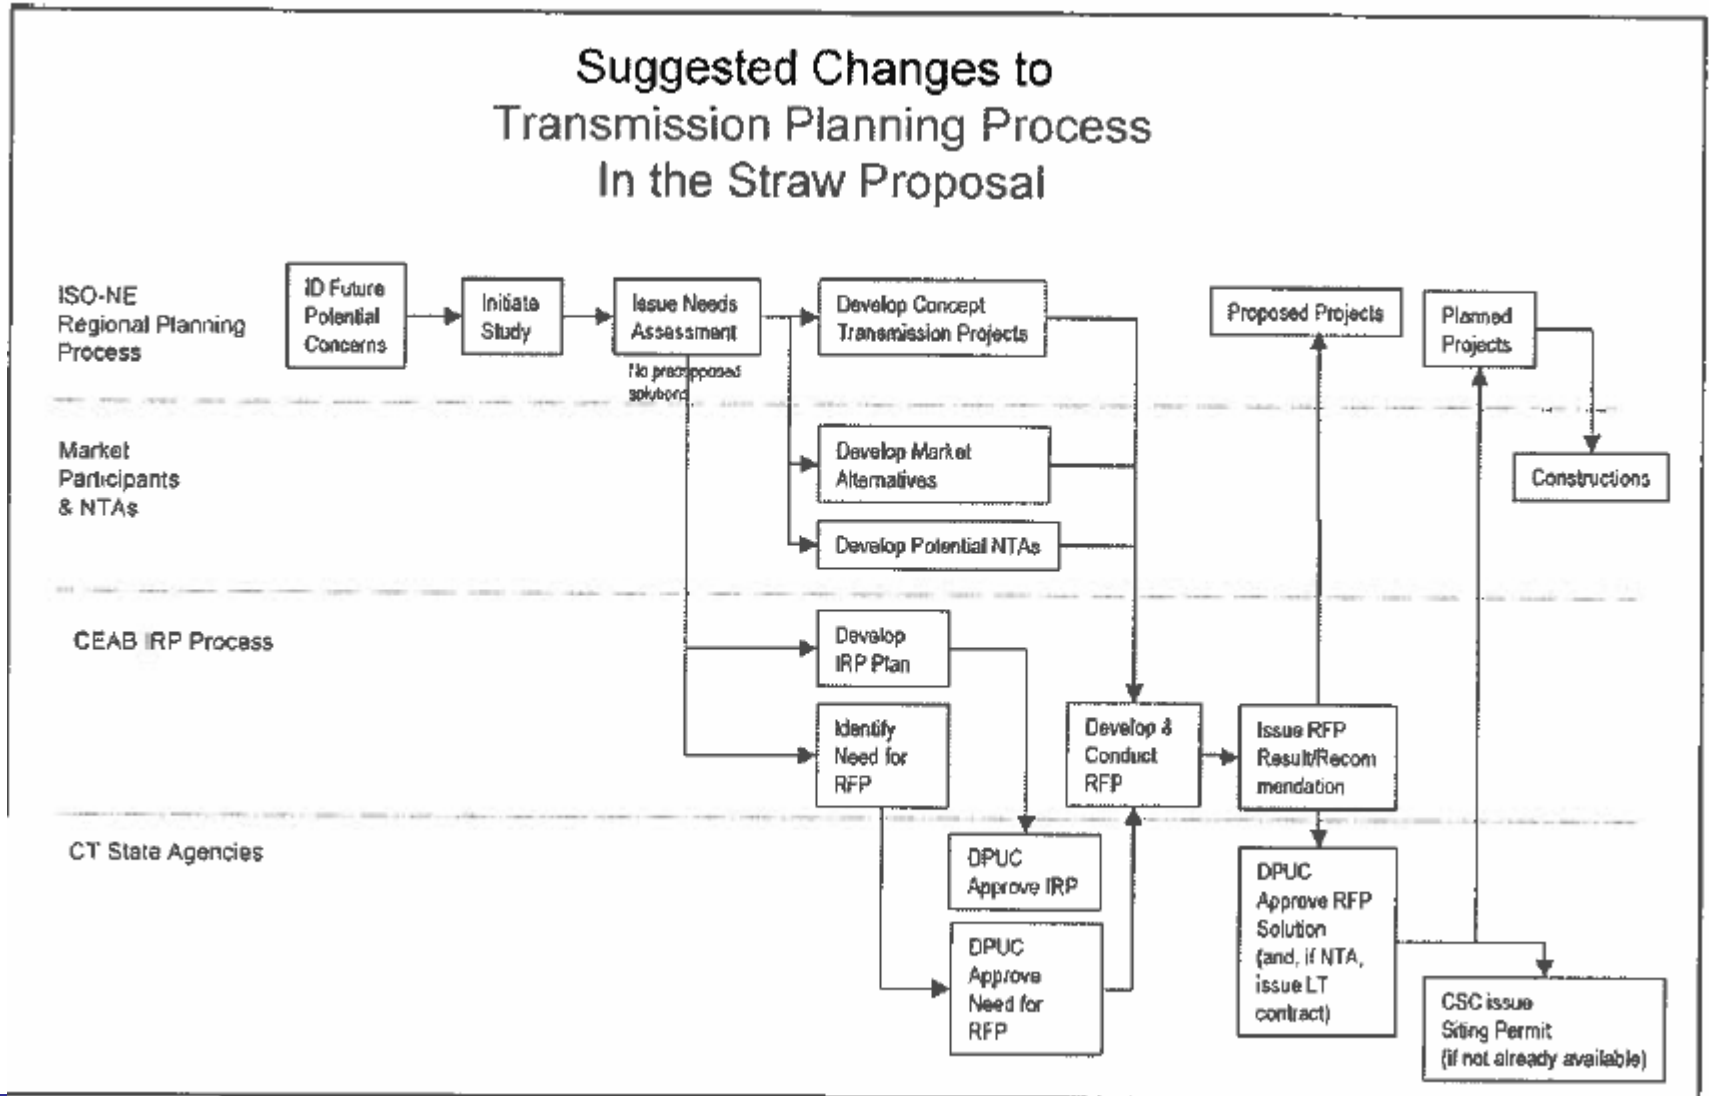 Suggested Changes to
Transmission Planning Process
In the Straw Proposal
ISO-NE
Regional Planning
Process
ID Future
Potential
Concerns
Initiate
Study
Issue Needs
Assessment
No presupposed
solutions
Develop Concept
Transmission Projects
Proposed Projects
Planned
Projects
Market
Participants
& NTAs
Develop Market
Alternatives
Develop Potential NTAs
Constructions
CEAB IRP Process
Develop
IRP Plan
Identify
Need for
RFP
Develop &
Conduct
RFP
Issue RFP
Result/Recom
mendation
CT State Agencies
DPUC
Approve IRP
DPUC
Approve
Need for
RFP
DPUC
Approve RFP
Solution
(and, if NTA,
issue LT
contract)
CSC issue
Siting Permit
(if not already available)